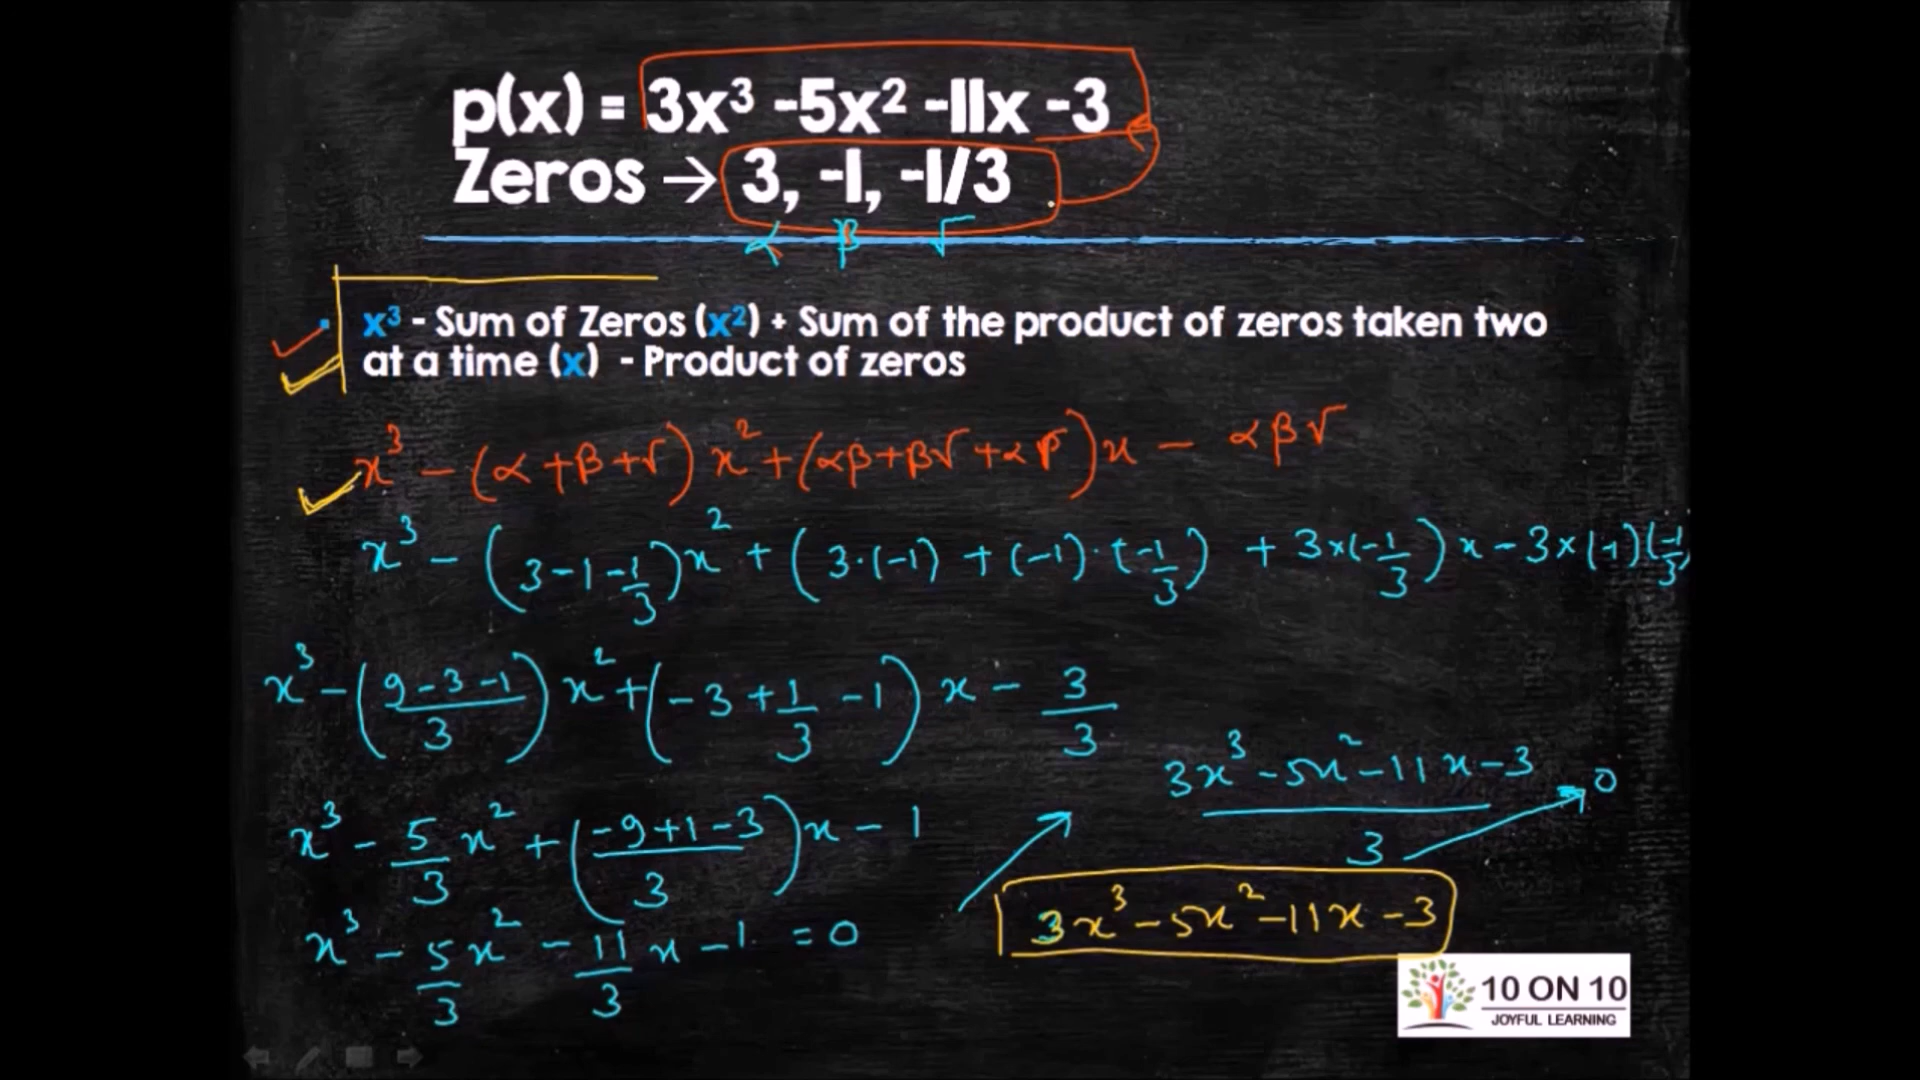 p(x) = 3x³ -5x² -11x -3
Zeros → 3, -1, -1/3
α β √
x³ - Sum of Zeros (x²) + Sum of the product of zeros taken two
at a time (x) - Product of zeros
x³ - (α+β+√) x² + (αβ+β√+αβ) x - αβ√
x³ - (3-1-1/3)x² + (3·(-1) + (-1)·(-1/3) + 3×(-1/3)) x - 3×(-1)(-1/3)
x³ - ((9-3-1)/3) x² + (-3 + 1/3 - 1) x - 3/3
x³ - 5/3 x² + ((-9+1-3)/3) x - 1
x³ - 5/3 x² - 11/3 x - 1 = 0
(3x³ - 5x² - 11x - 3)/3 → 0
3x³ - 5x² - 11x - 3
10 ON 10
JOYFUL LEARNING